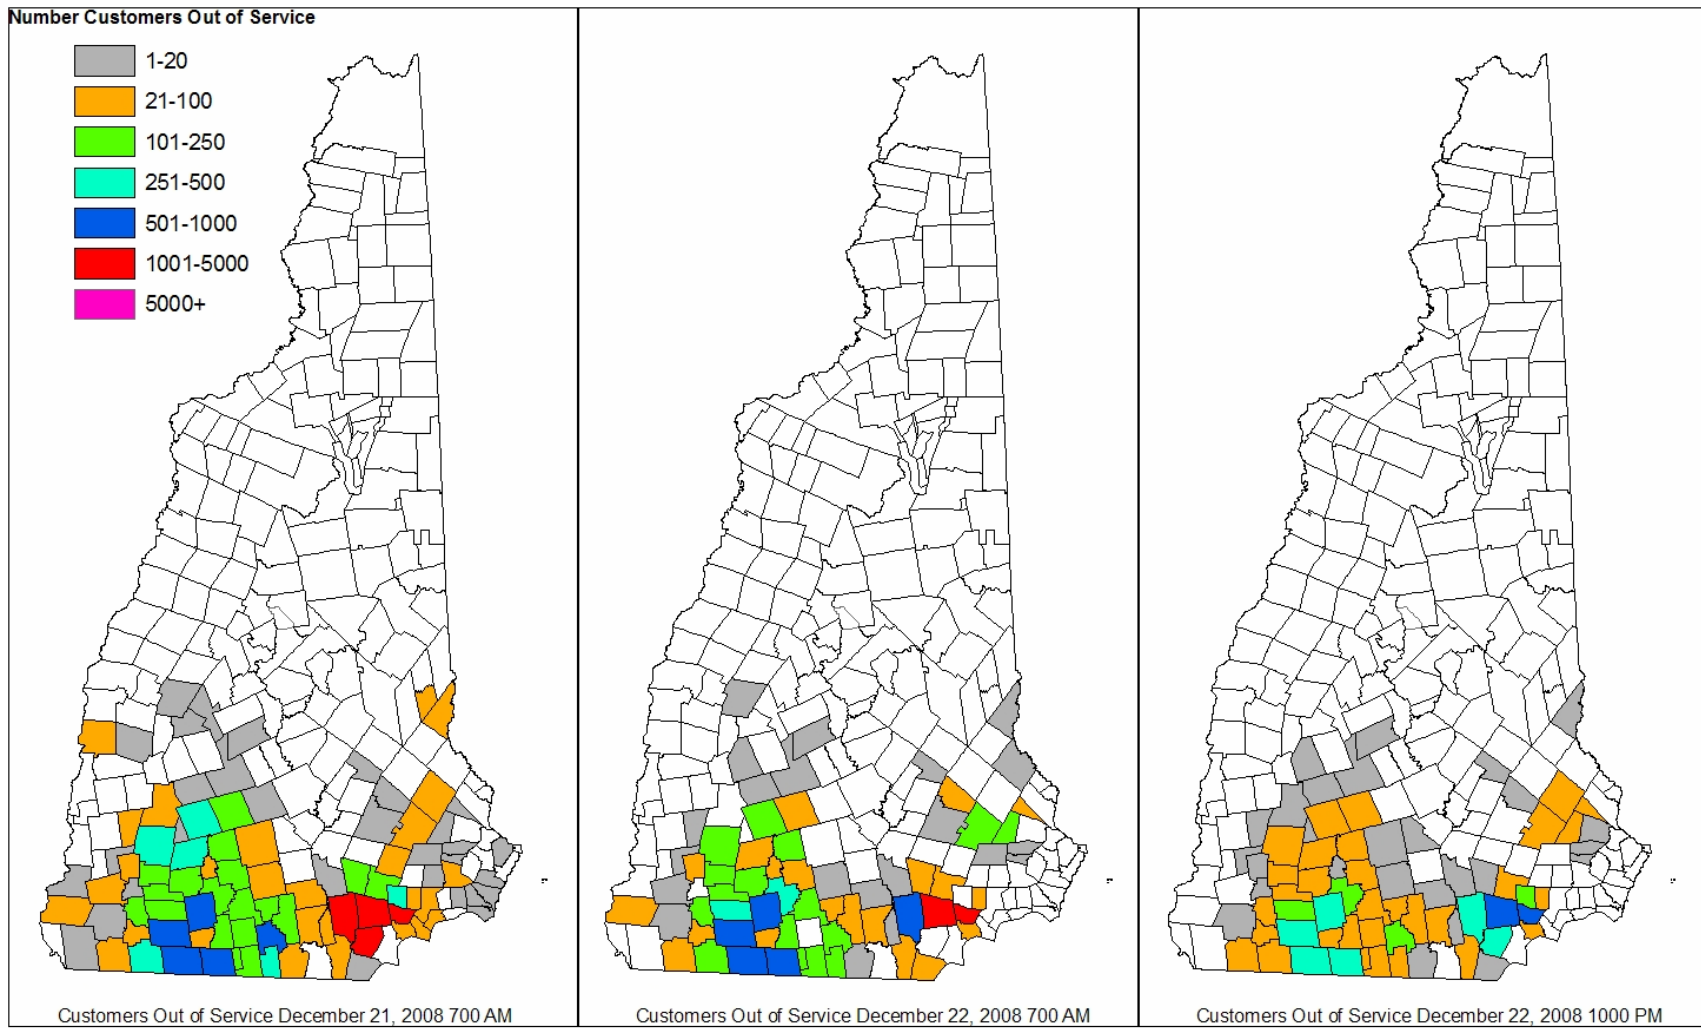 Number Customers Out of Service
1-20
21-100
101-250
251-500
501-1000
1001-5000
5000+
Customers Out of Service December 21, 2008 700 AM
Customers Out of Service December 22, 2008 700 AM
Customers Out of Service December 22, 2008 1000 PM